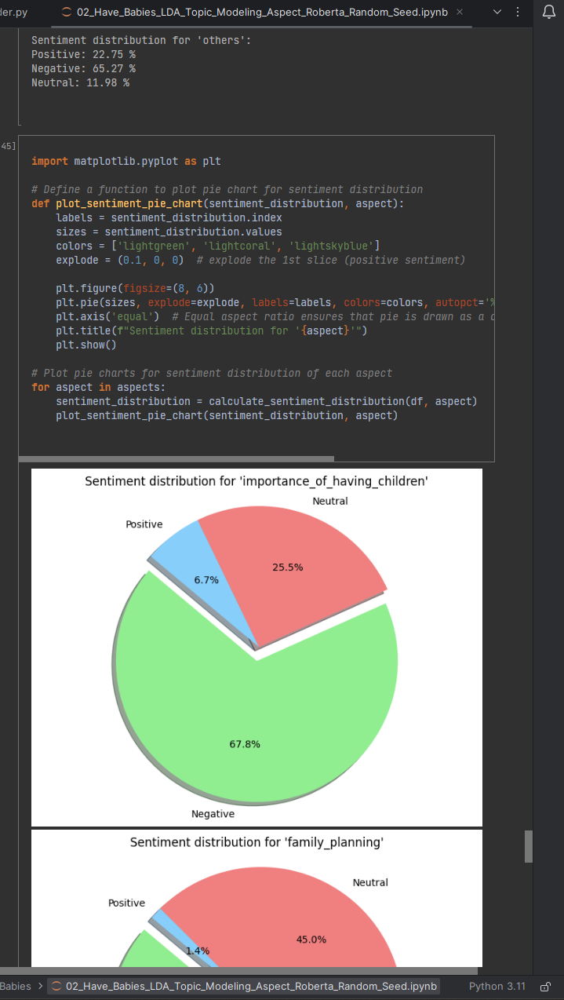 der.py
02_Have_Babies_LDA_Topic_Modeling_Aspect_Roberta_Random_Seed.ipynb
Sentiment distribution for 'others':
Positive: 22.75 %
Negative: 65.27 %
Neutral: 11.98 %
45]
import matplotlib.pyplot as plt
# Define a function to plot pie chart for sentiment distribution
def plot_sentiment_pie_chart(sentiment_distribution, aspect):
labels = sentiment_distribution.index
sizes = sentiment_distribution.values
colors = ['lightgreen', 'lightcoral', 'lightskyblue']
explode = (0.1, 0, 0)  # explode the 1st slice (positive sentiment)
plt.figure(figsize=(8, 6))
plt.pie(sizes, explode=explode, labels=labels, colors=colors, autopct='%
plt.axis('equal')  # Equal aspect ratio ensures that pie is drawn as a c
plt.title(f"Sentiment distribution for '{aspect}'")
plt.show()
# Plot pie charts for sentiment distribution of each aspect
for aspect in aspects:
sentiment_distribution = calculate_sentiment_distribution(df, aspect)
plot_sentiment_pie_chart(sentiment_distribution, aspect)
Sentiment distribution for 'importance_of_having_children'
Neutral
Positive
25.5%
6.7%
67.8%
Negative
Sentiment distribution for 'family_planning'
Neutral
Positive
45.0%
1.4%
Babies > 02_Have_Babies_LDA_Topic_Modeling_Aspect_Roberta_Random_Seed.ipynb
Python 3.11